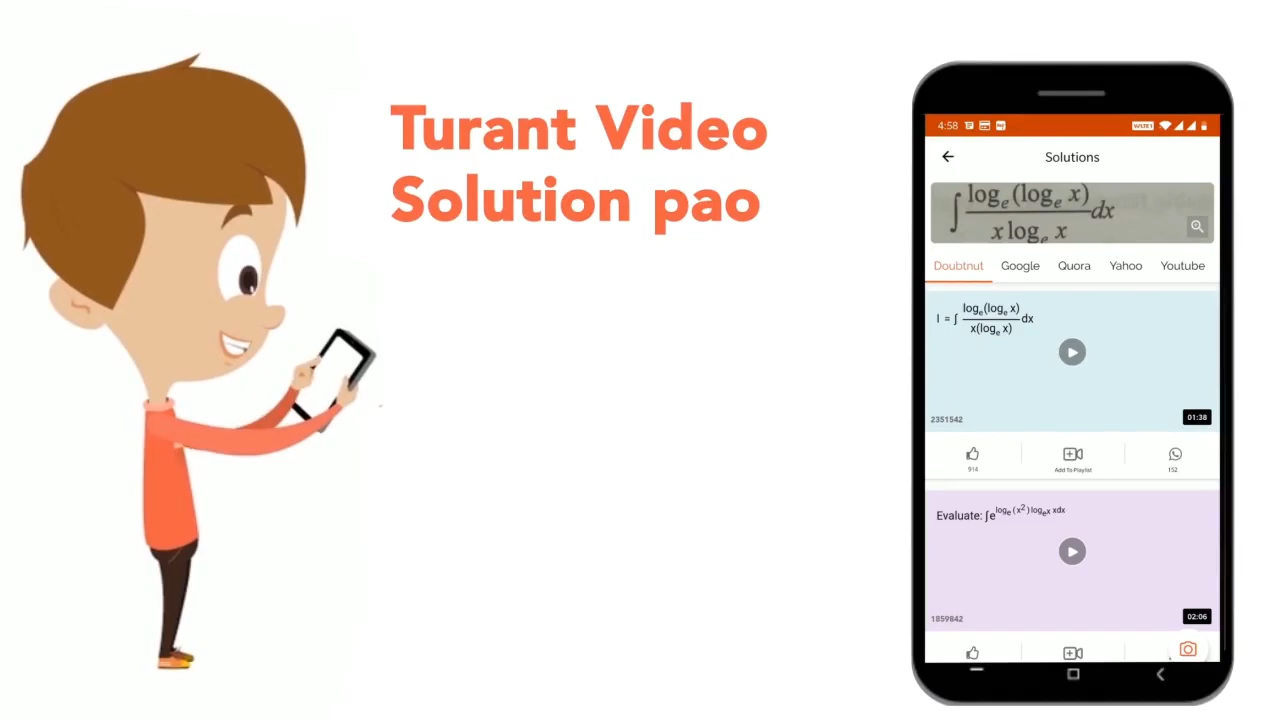 Turant Video
Solution pao
4:58
Solutions
∫ logₑ(logₑ x) / x logₑ x dx
Doubtnut Google Quora Yahoo Youtube
I = ∫ logₑ(logₑ x) / x(logₑ x) dx
2351542 01:38
914 Add To Playlist 152
Evaluate: ∫e^logₑ(x²)logₑx xdx
1859842 02:06